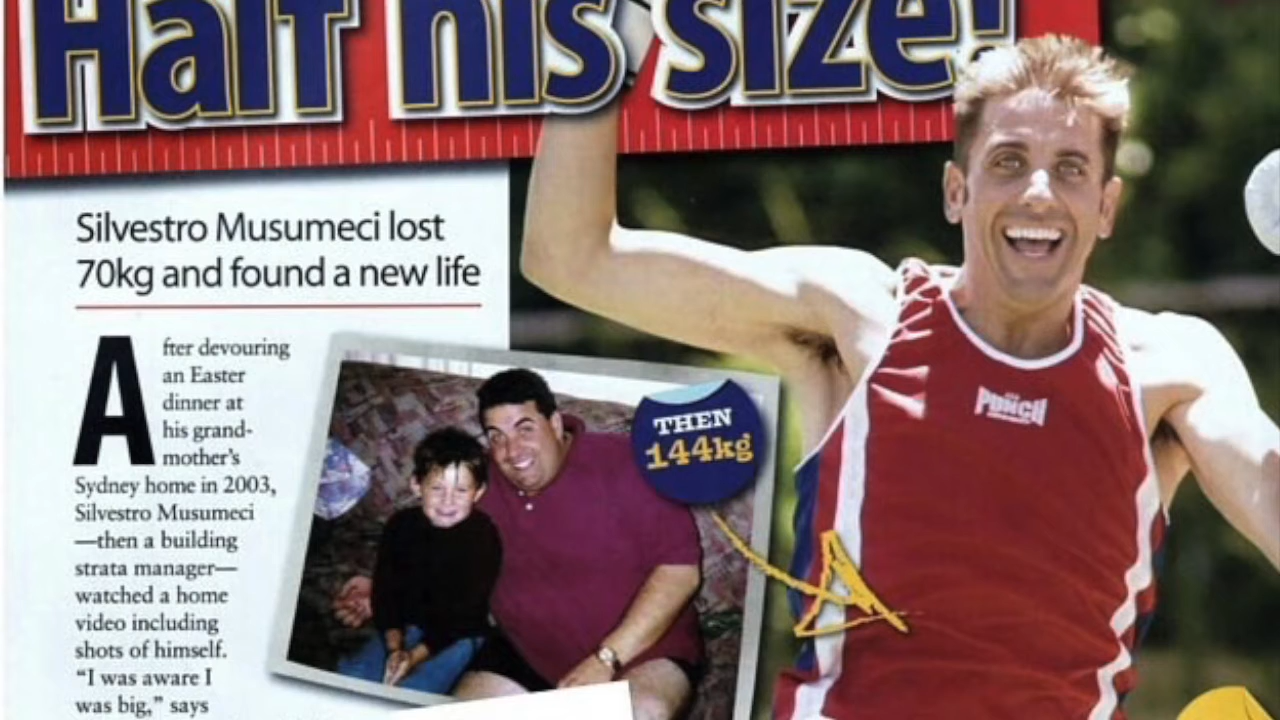 Half his size!
Silvestro Musumeci lost
70kg and found a new life
After devouring
an Easter
dinner at
his grand-
mother's
Sydney home in 2003,
Silvestro Musumeci
—then a building
strata manager—
watched a home
video including
shots of himself.
“I was aware I
was big,” says
THEN
144kg
PUNCH